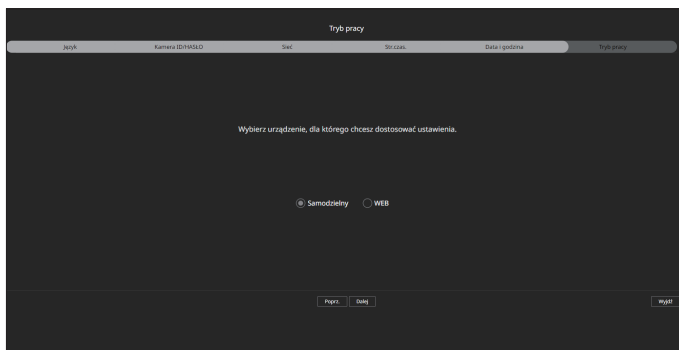 Tryb pracy
Język Kamera ID/HASŁO Sieć Str.czas. Data i godzina Tryb pracy
Wybierz urządzenie, dla którego chcesz dostosować ustawienia.
Samodzielny WEB
Poprz. Dalej Wyjdź